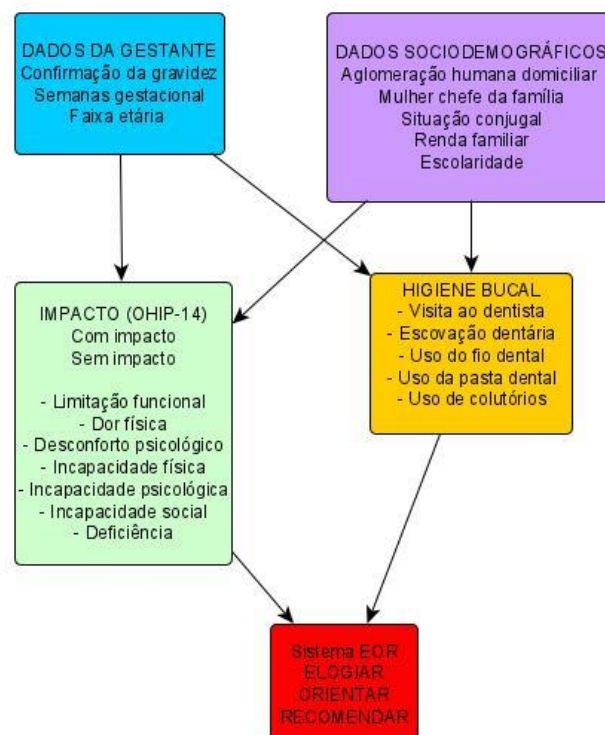 DADOS DA GESTANTE
Confirmação da gravidez
Semanas gestacional
Faixa etária
DADOS SOCIODEMOGRÁFICOS
Aglomeração humana domiciliar
Mulher chefe da família
Situação conjugal
Renda familiar
Escolaridade
IMPACTO (OHIP-14)
Com impacto
Sem impacto
- Limitação funcional
- Dor física
- Desconforto psicológico
- Incapacidade física
- Incapacidade psicológica
- Incapacidade social
- Deficiência
HIGIENE BUCAL
- Visita ao dentista
- Escovação dentária
- Uso do fio dental
- Uso da pasta dental
- Uso de colutórios
Sistema EOR
ELOGIAR
ORIENTAR
RECOMENDAR